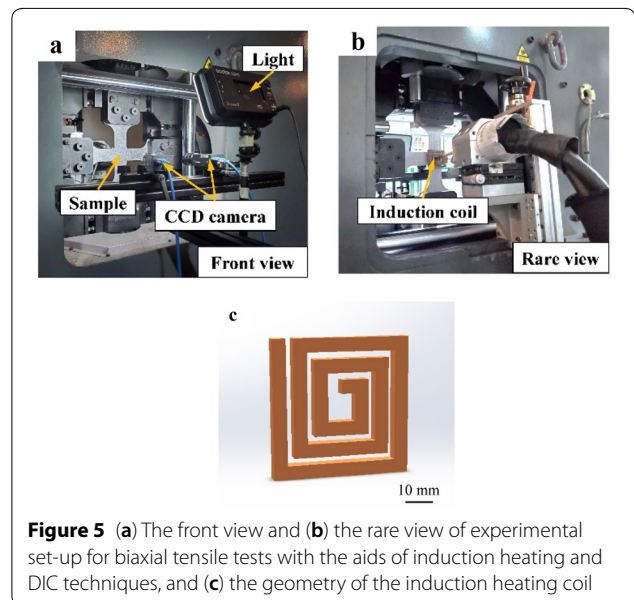 a
Light
Sample
CCD camera
Front view
b
Induction coil
Rare view
c
10 mm
Figure 5 (a) The front view and (b) the rare view of experimental
set-up for biaxial tensile tests with the aids of induction heating and
DIC techniques, and (c) the geometry of the induction heating coil